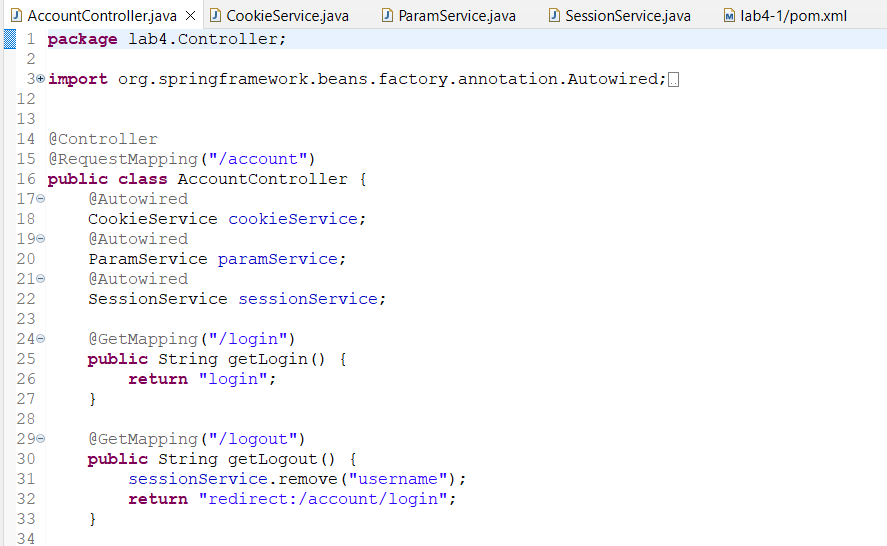 AccountController.java CookieService.java ParamService.java SessionService.java lab4-1/pom.xml
1 package lab4.Controller;
2
3 import org.springframework.beans.factory.annotation.Autowired;
12
13
14 @Controller
15 @RequestMapping("/account")
16 public class AccountController {
17 @Autowired
18 CookieService cookieService;
19 @Autowired
20 ParamService paramService;
21 @Autowired
22 SessionService sessionService;
23
24 @GetMapping("/login")
25 public String getLogin() {
26 return "login";
27 }
28
29 @GetMapping("/logout")
30 public String getLogout() {
31 sessionService.remove("username");
32 return "redirect:/account/login";
33 }
34